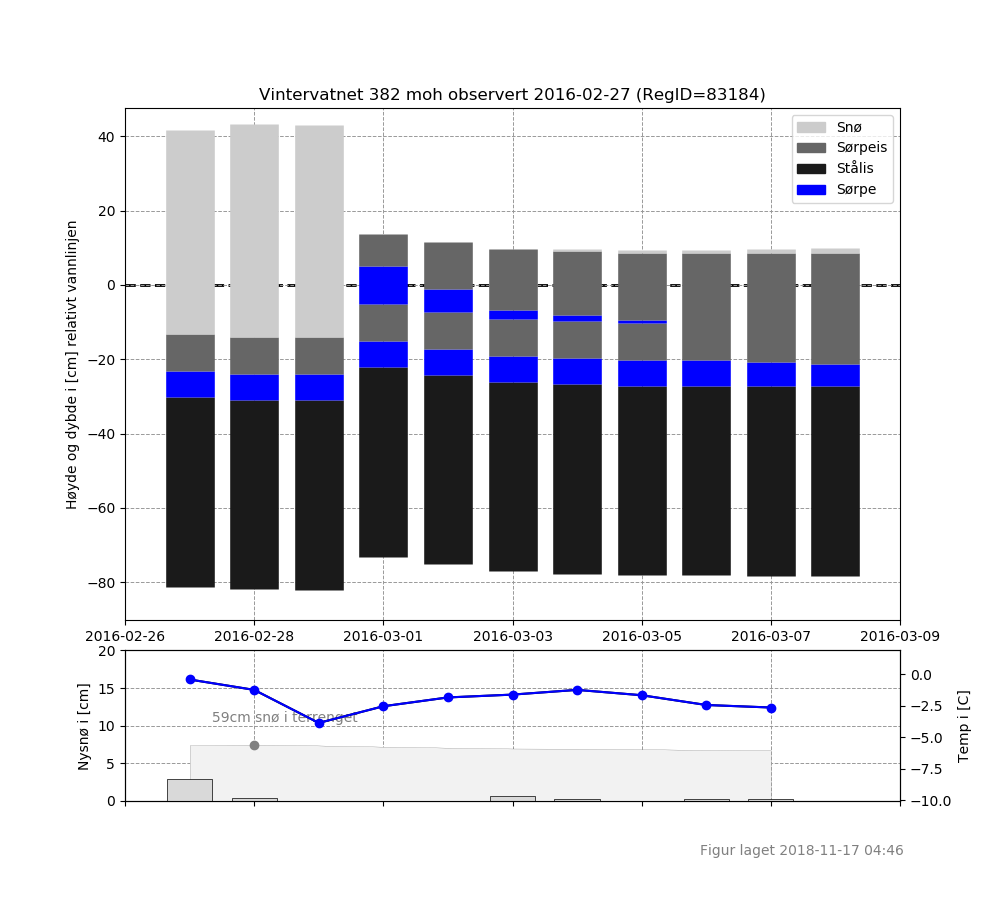 Vintervatnet 382 moh observert 2016-02-27 (RegID=83184)
Høyde og dybde i [cm] relativt vannlinjen
40
20
0
−20
−40
−60
−80
Snø
Sørpeis
Stålis
Sørpe
2016-02-26 2016-02-28 2016-03-01 2016-03-03 2016-03-05 2016-03-07 2016-03-09
Nysnø i [cm]
20
15
10
5
0
59cm snø i terrenget
0.0
−2.5
−5.0
−7.5
−10.0
Temp i [C]
Figur laget 2018-11-17 04:46